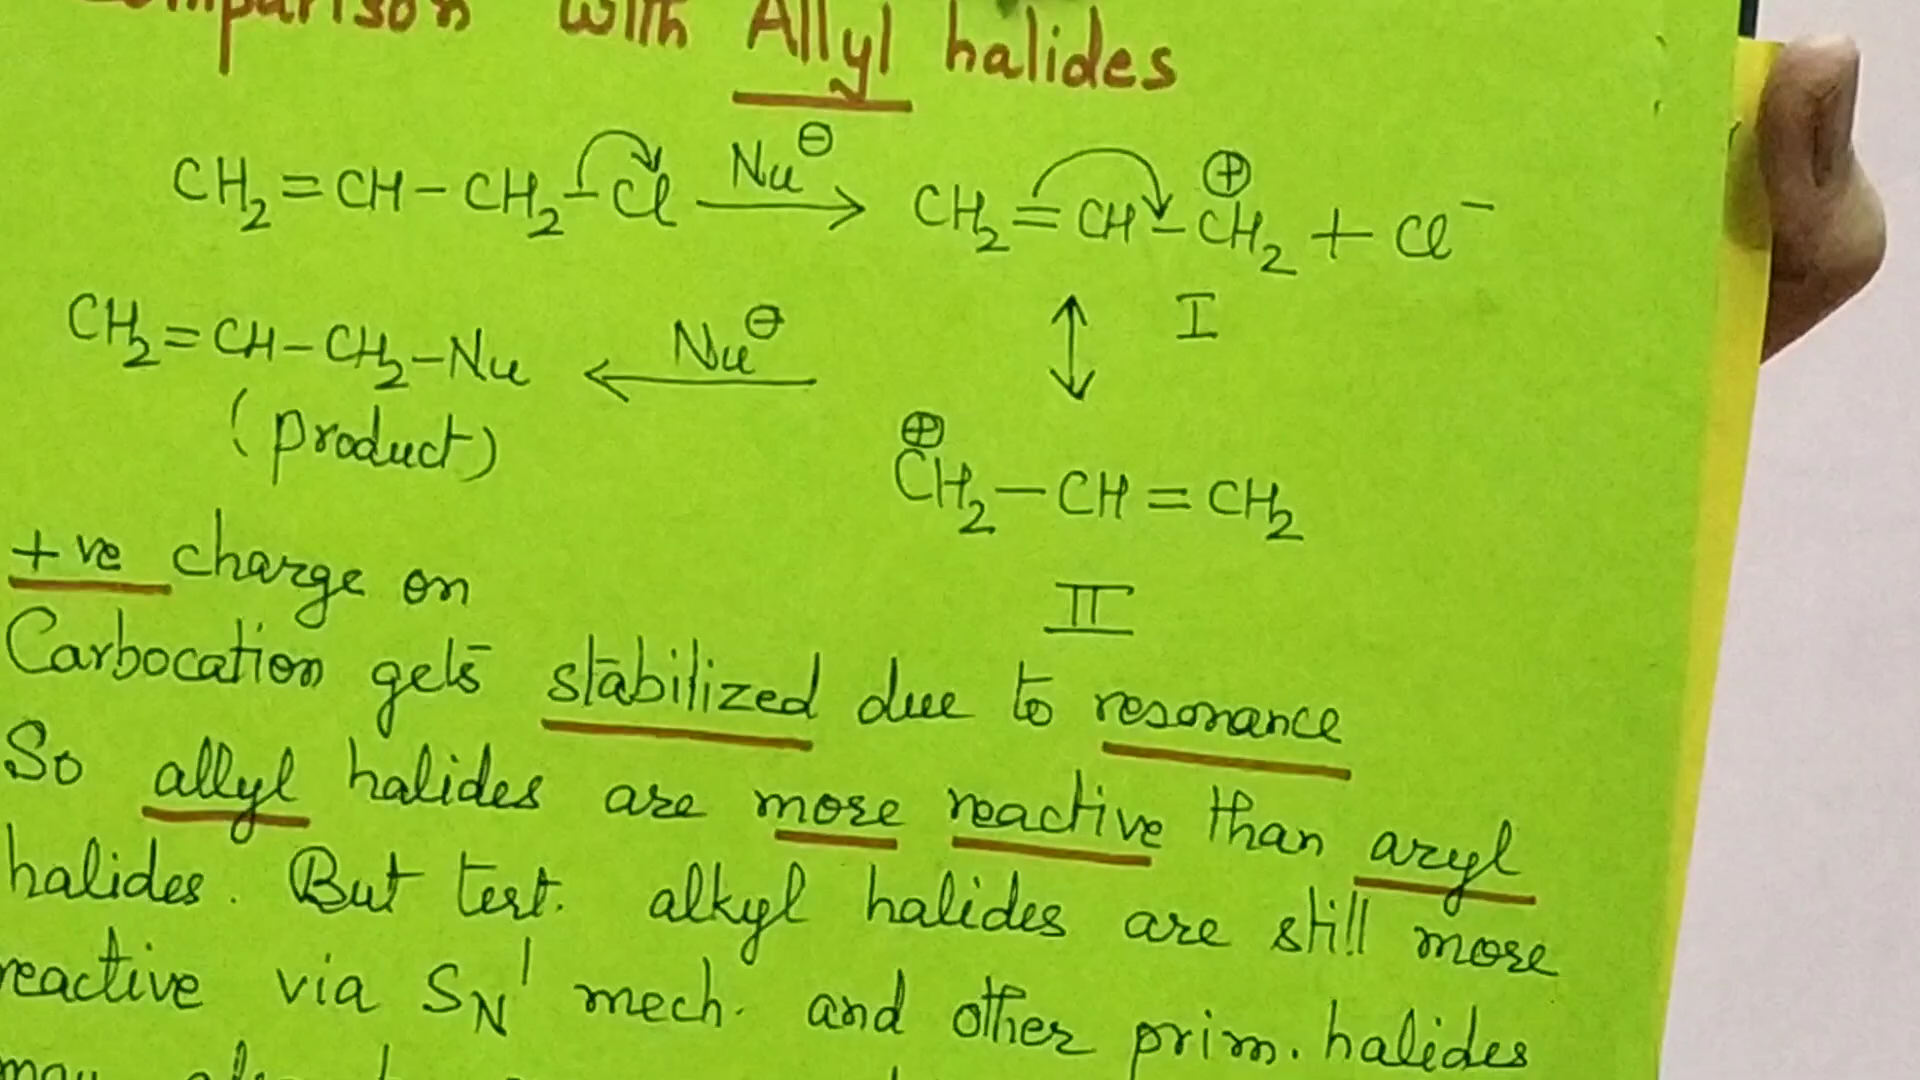 Comparison with Allyl halides
CH₂=CH–CH₂–Cl —Nu⊖→ CH₂=CH–CH₂⊕ + Cl⁻
I
CH₂=CH–CH₂–Nu ←Nu⊖— ↕
(product)
⊕CH₂–CH=CH₂
II
+ve charge on
Carbocation gets stabilized due to resonance
So allyl halides are more reactive than aryl
halides. But tert. alkyl halides are still more
reactive via SN1 mech. and other prim. halides
may